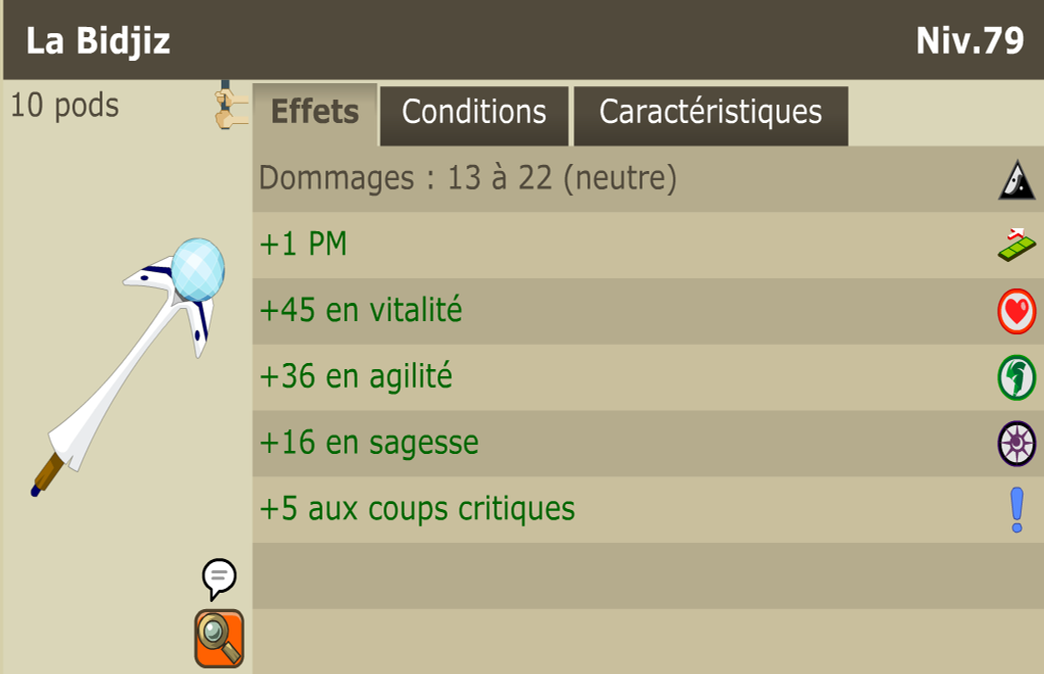 La Bidjiz
Niv.79
10 pods
Effets
Conditions
Caractéristiques
Dommages : 13 à 22 (neutre)
+1 PM
+45 en vitalité
+36 en agilité
+16 en sagesse
+5 aux coups critiques